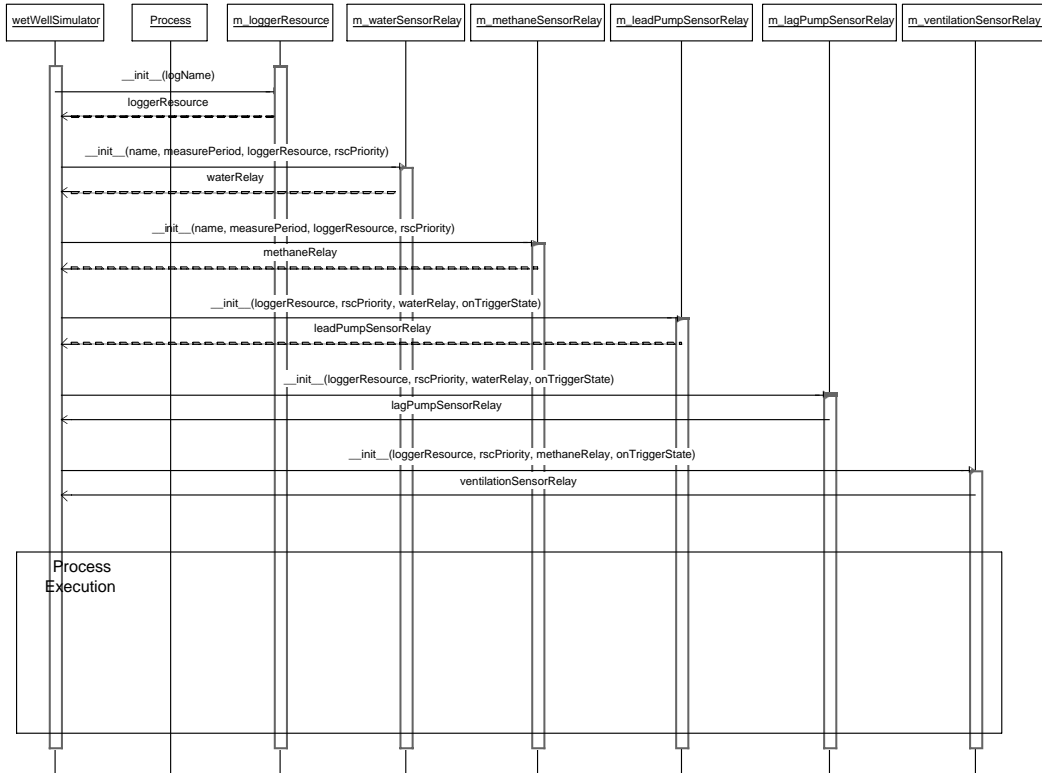 wetWellSimulator
Process
m_loggerResource
m_waterSensorRelay
m_methaneSensorRelay
m_leadPumpSensorRelay
m_lagPumpSensorRelay
m_ventilationSensorRelay
__init__(logName)
loggerResource
__init__(name, measurePeriod, loggerResource, rscPriority)
waterRelay
__init__(name, measurePeriod, loggerResource, rscPriority)
methaneRelay
__init__(loggerResource, rscPriority, waterRelay, onTriggerState)
leadPumpSensorRelay
__init__(loggerResource, rscPriority, waterRelay, onTriggerState)
lagPumpSensorRelay
__init__(loggerResource, rscPriority, methaneRelay, onTriggerState)
ventilationSensorRelay
Process
Execution